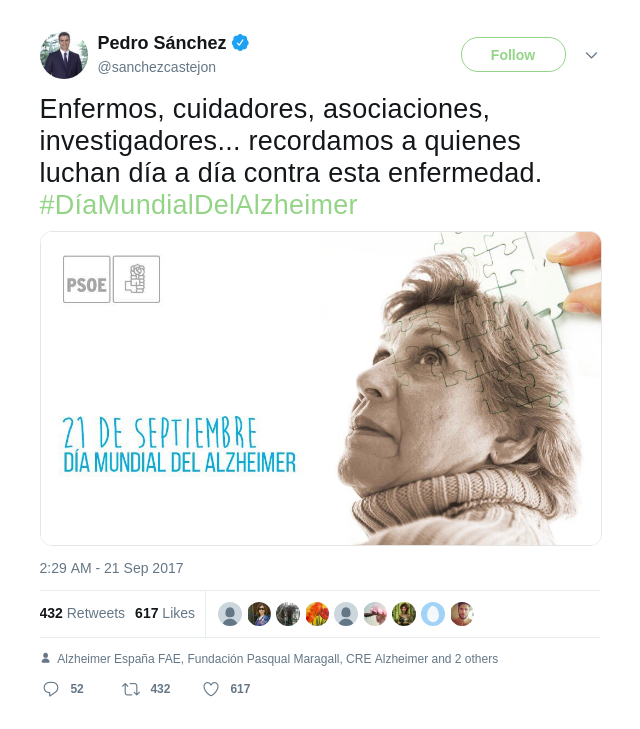 Pedro Sánchez
@sanchezcastejon
Follow
Enfermos, cuidadores, asociaciones,
investigadores... recordamos a quienes
luchan día a día contra esta enfermedad.
#DíaMundialDelAlzheimer
PSOE
21 DE SEPTIEMBRE
DÍA MUNDIAL DEL ALZHEIMER
2:29 AM - 21 Sep 2017
432 Retweets 617 Likes
Alzheimer España FAE, Fundación Pasqual Maragall, CRE Alzheimer and 2 others
52 432 617